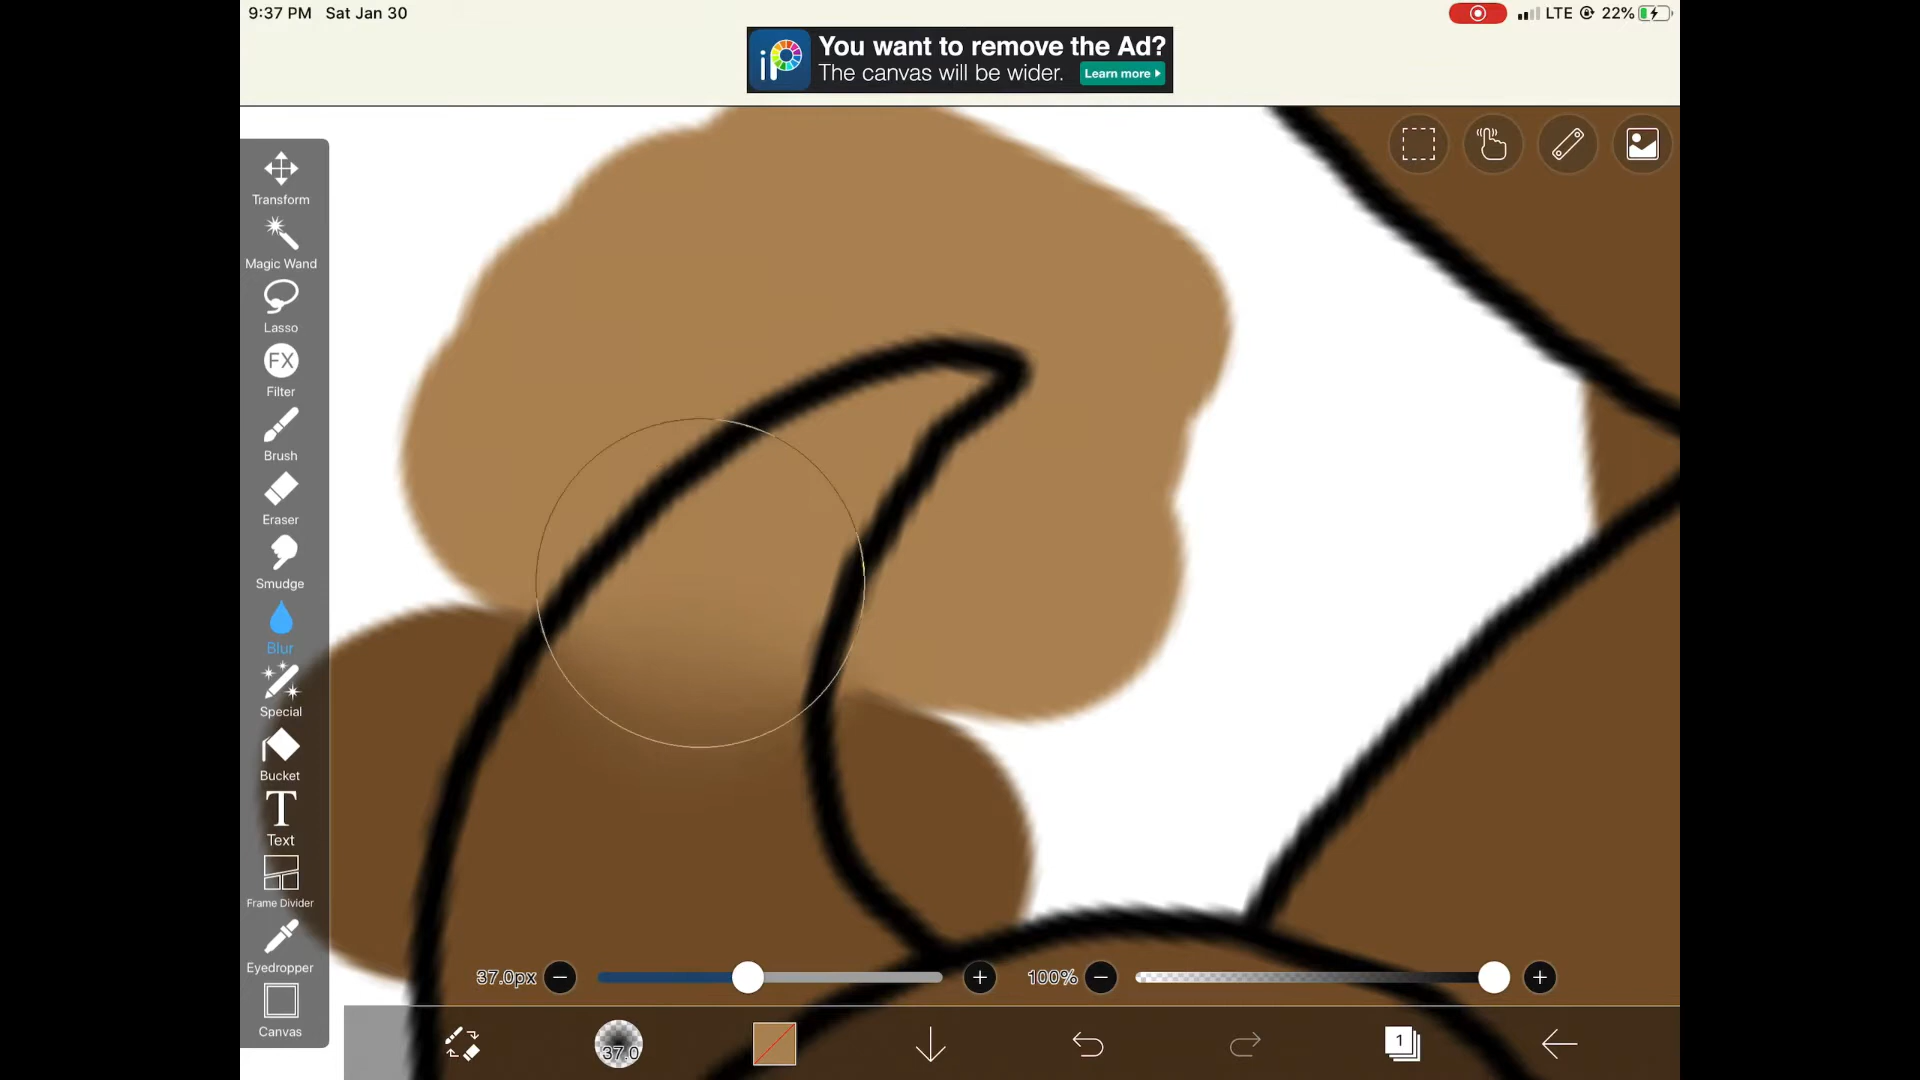 9:37 PM Sat Jan 30
LTE 22%
iP
You want to remove the Ad?
The canvas will be wider. Learn more
Transform
Magic Wand
Lasso
FX
Filter
Brush
Eraser
Smudge
Blur
Special
Bucket
T
Text
Frame Divider
Eyedropper
Canvas
37.0px
100%
37.0
1